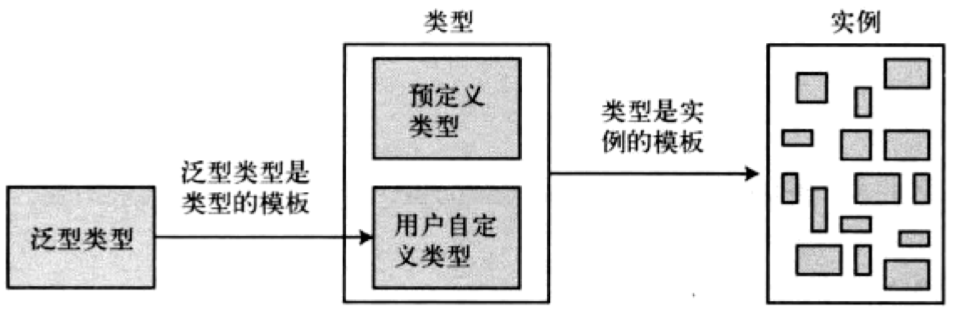 类型
实例
预定义
类型
类型是实
例的模板
泛型类型是
类型的模板
泛型类型
用户自定
义类型